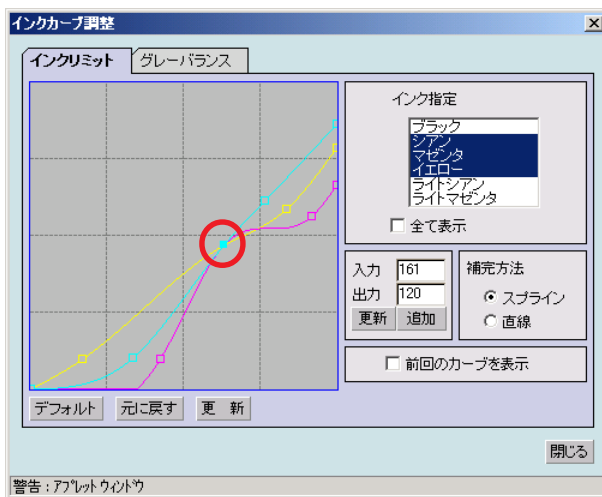 インクカーブ調整
インクリミット
グレーバランス
インク指定
ブラック
シアン
マゼンタ
イエロー
ライトシアン
ライトマゼンタ
全て表示
入力 161
出力 120
更新 追加
補完方法
スプライン
直線
前回のカーブを表示
デフォルト 元に戻す 更 新
閉じる
警告 : アプレット ウィンドウ